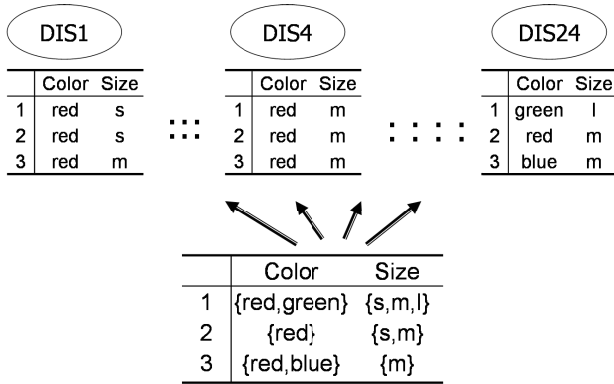 DIS1 DIS4 DIS24
Color Size Color Size Color Size
1 red s 1 red m 1 green l
2 red s 2 red m 2 red m
3 red m 3 red m 3 blue m
Color Size
1 {red,green} {s,m,l}
2 {red} {s,m}
3 {red,blue} {m}